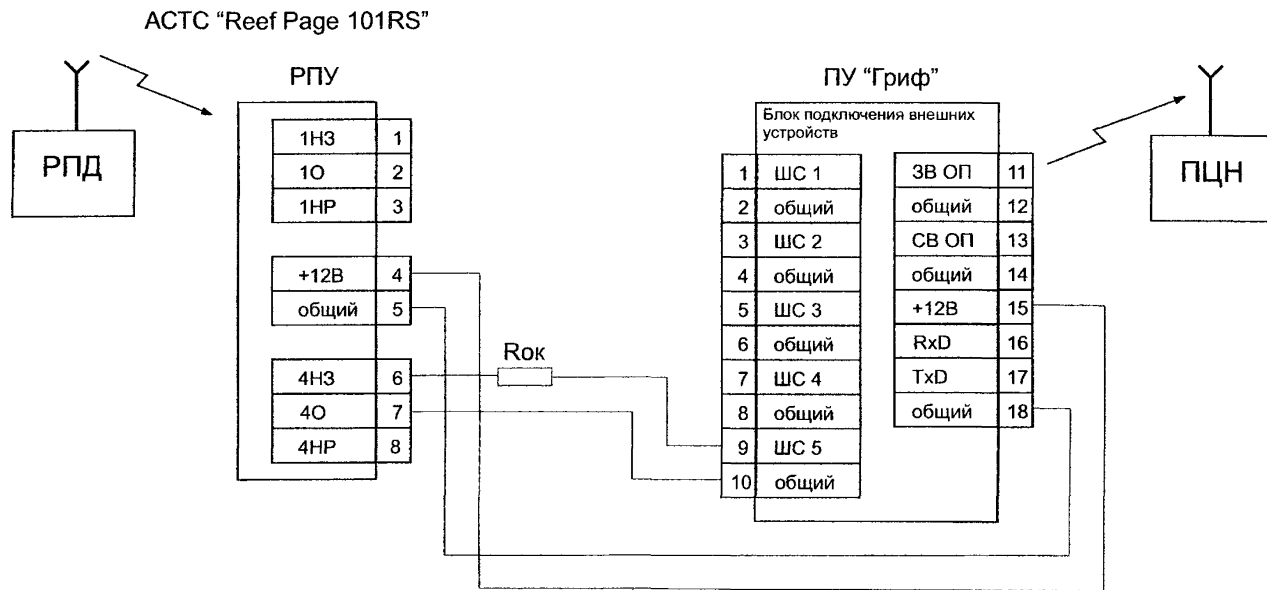 АСТС “Reef Page 101RS”
РПУ
ПУ “Гриф”
РПД
ПЦН
1НЗ 1
1О 2
1НР 3
+12В 4
общий 5
4НЗ 6
4О 7
4НР 8
Rок
Блок подключения внешних
устройств
1 ШС 1
2 общий
3 ШС 2
4 общий
5 ШС 3
6 общий
7 ШС 4
8 общий
9 ШС 5
10 общий
ЗВ ОП 11
общий 12
СВ ОП 13
общий 14
+12В 15
RxD 16
TxD 17
общий 18